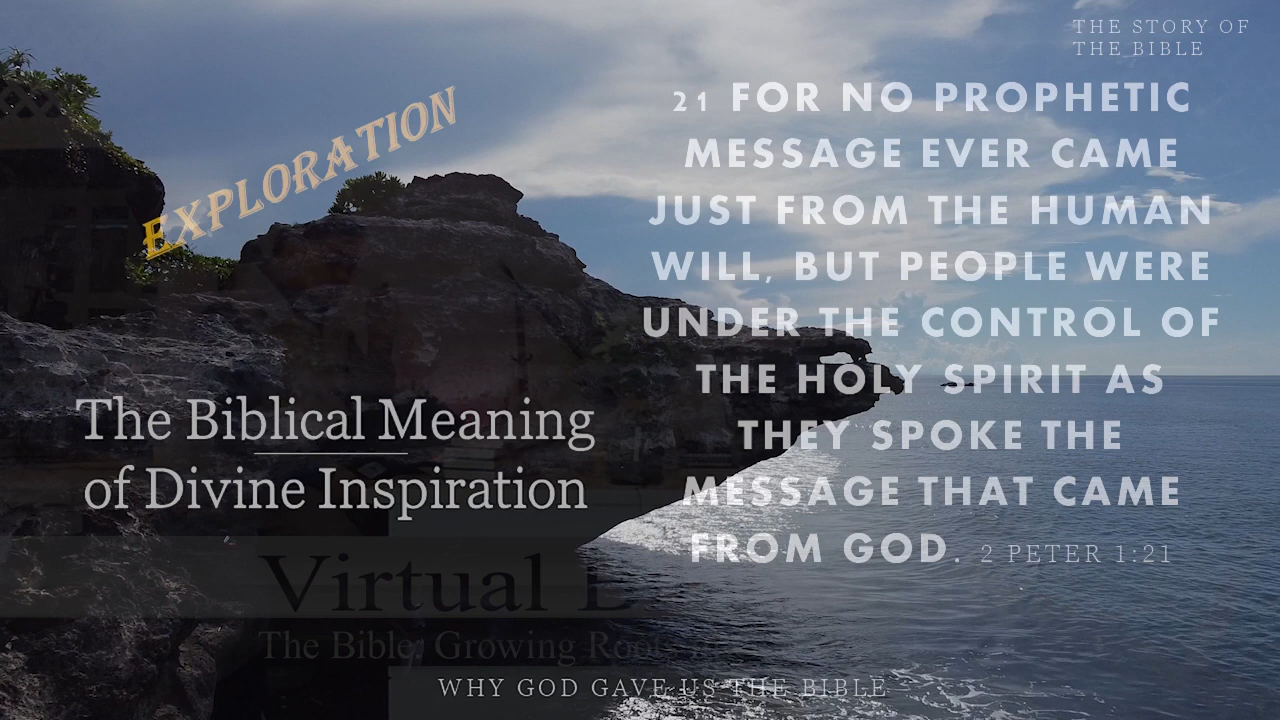 THE STORY OF
THE BIBLE
EXPLORATION
21 FOR NO PROPHETIC
MESSAGE EVER CAME
JUST FROM THE HUMAN
WILL, BUT PEOPLE WERE
UNDER THE CONTROL OF
THE HOLY SPIRIT AS
THEY SPOKE THE
MESSAGE THAT CAME
FROM GOD. 2 PETER 1:21
The Biblical Meaning
of Divine Inspiration
Virtual
The Bible: Growing Roots
WHY GOD GAVE US THE BIBLE